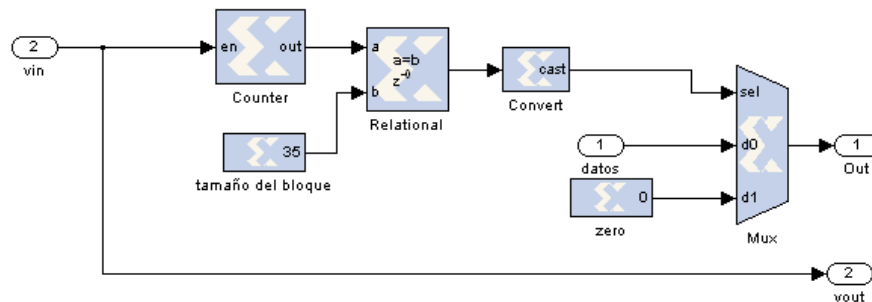 2
vin
en
out
Counter
a
b
a=b
z-0
Relational
35
tamaño del bloque
cast
Convert
1
datos
0
zero
sel
d0
d1
Mux
1
Out
2
vout